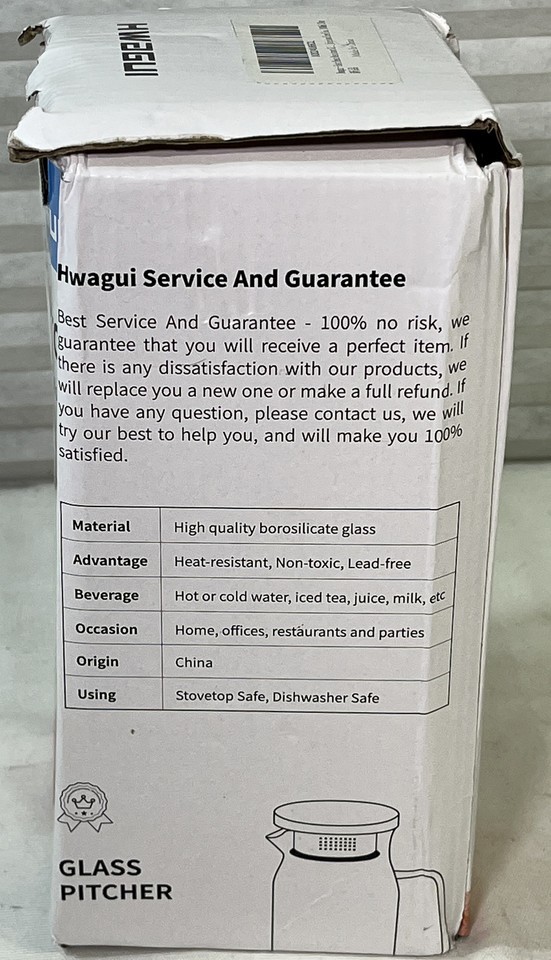 HWAGUI
Made In China
Hwagui Service And Guarantee
Best Service And Guarantee - 100% no risk, we
guarantee that you will receive a perfect item. If
there is any dissatisfaction with our products, we
will replace you a new one or make a full refund. If
you have any question, please contact us, we will
try our best to help you, and will make you 100%
satisfied.
Material High quality borosilicate glass
Advantage Heat-resistant, Non-toxic, Lead-free
Beverage Hot or cold water, iced tea, juice, milk, etc
Occasion Home, offices, restaurants and parties
Origin China
Using Stovetop Safe, Dishwasher Safe
GLASS
PITCHER